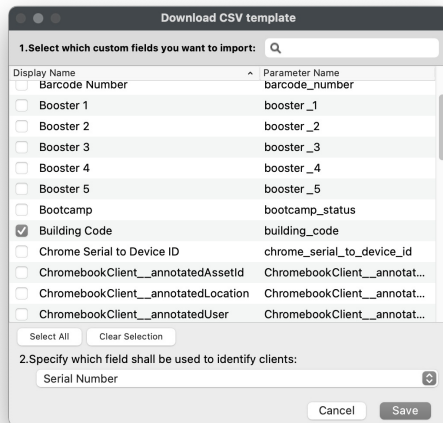 Download CSV template
1.Select which custom fields you want to import:
Display Name Parameter Name
Barcode Number barcode_number
Booster 1 booster_1
Booster 2 booster_2
Booster 3 booster_3
Booster 4 booster_4
Booster 5 booster_5
Bootcamp bootcamp_status
Building Code building_code
Chrome Serial to Device ID chrome_serial_to_device_id
ChromebookClient__annotatedAssetId ChromebookClient__annotat...
ChromebookClient__annotatedLocation ChromebookClient__annotat...
ChromebookClient__annotatedUser ChromebookClient__annotat...
Select All Clear Selection
2.Specify which field shall be used to identify clients:
Serial Number
Cancel Save